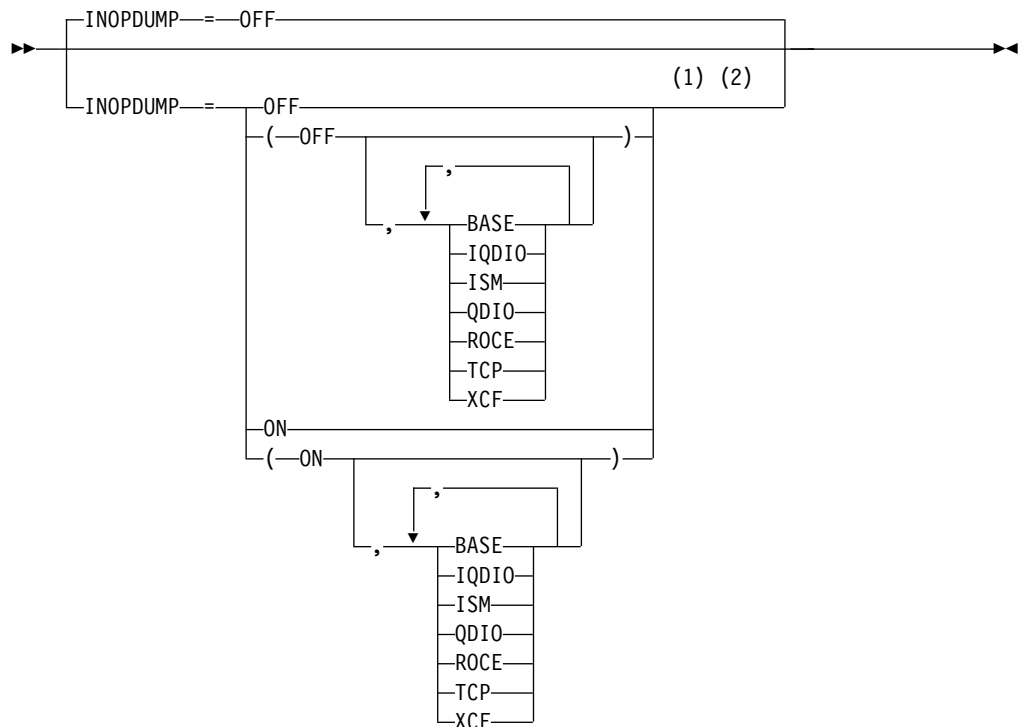 INOPDUMP = OFF
(1) (2)
INOPDUMP = OFF
( OFF )
,
, BASE
IQDIO
ISM
QDIO
ROCE
TCP
XCF
ON
( ON )
,
, BASE
IQDIO
ISM
QDIO
ROCE
TCP
XCF